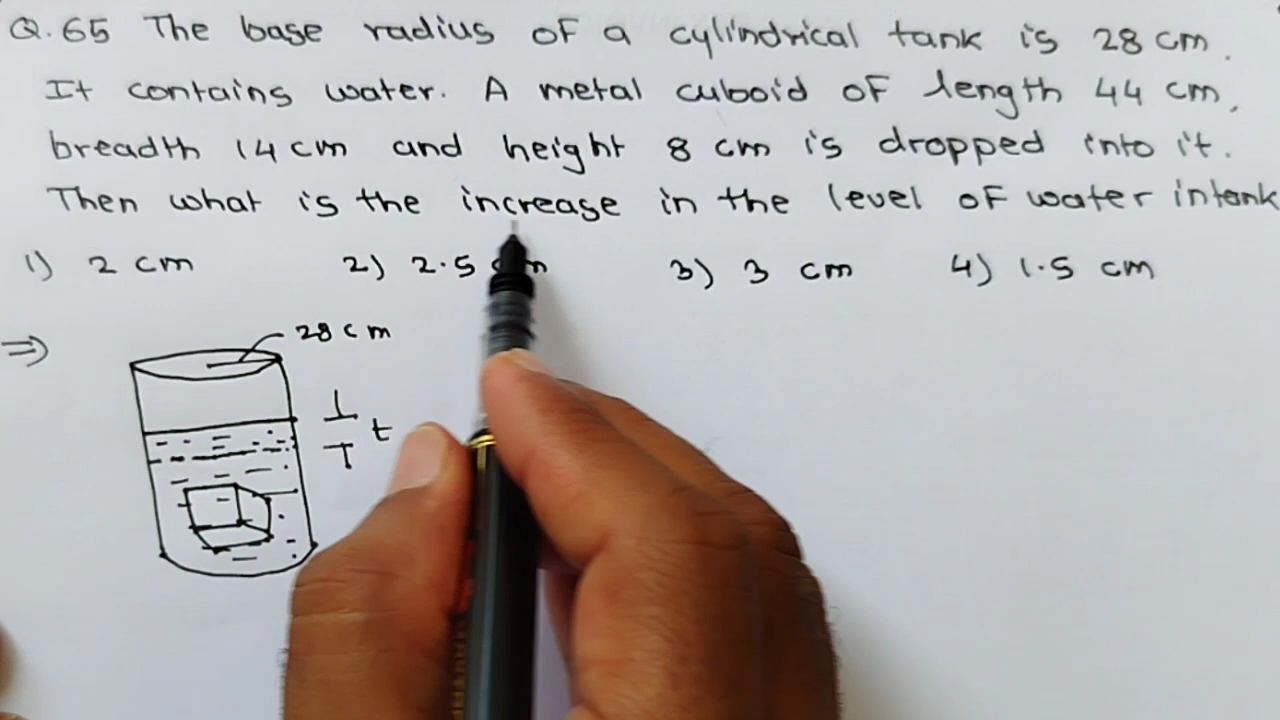 Q.65 The base radius of a cylindrical tank is 28 cm.
It contains water. A metal cuboid of length 44 cm,
breadth 14 cm and height 8 cm is dropped into it.
Then what is the increase in the level of water in tank
1) 2 cm 2) 2.5 cm 3) 3 cm 4) 1.5 cm
⇒ 28 cm
t